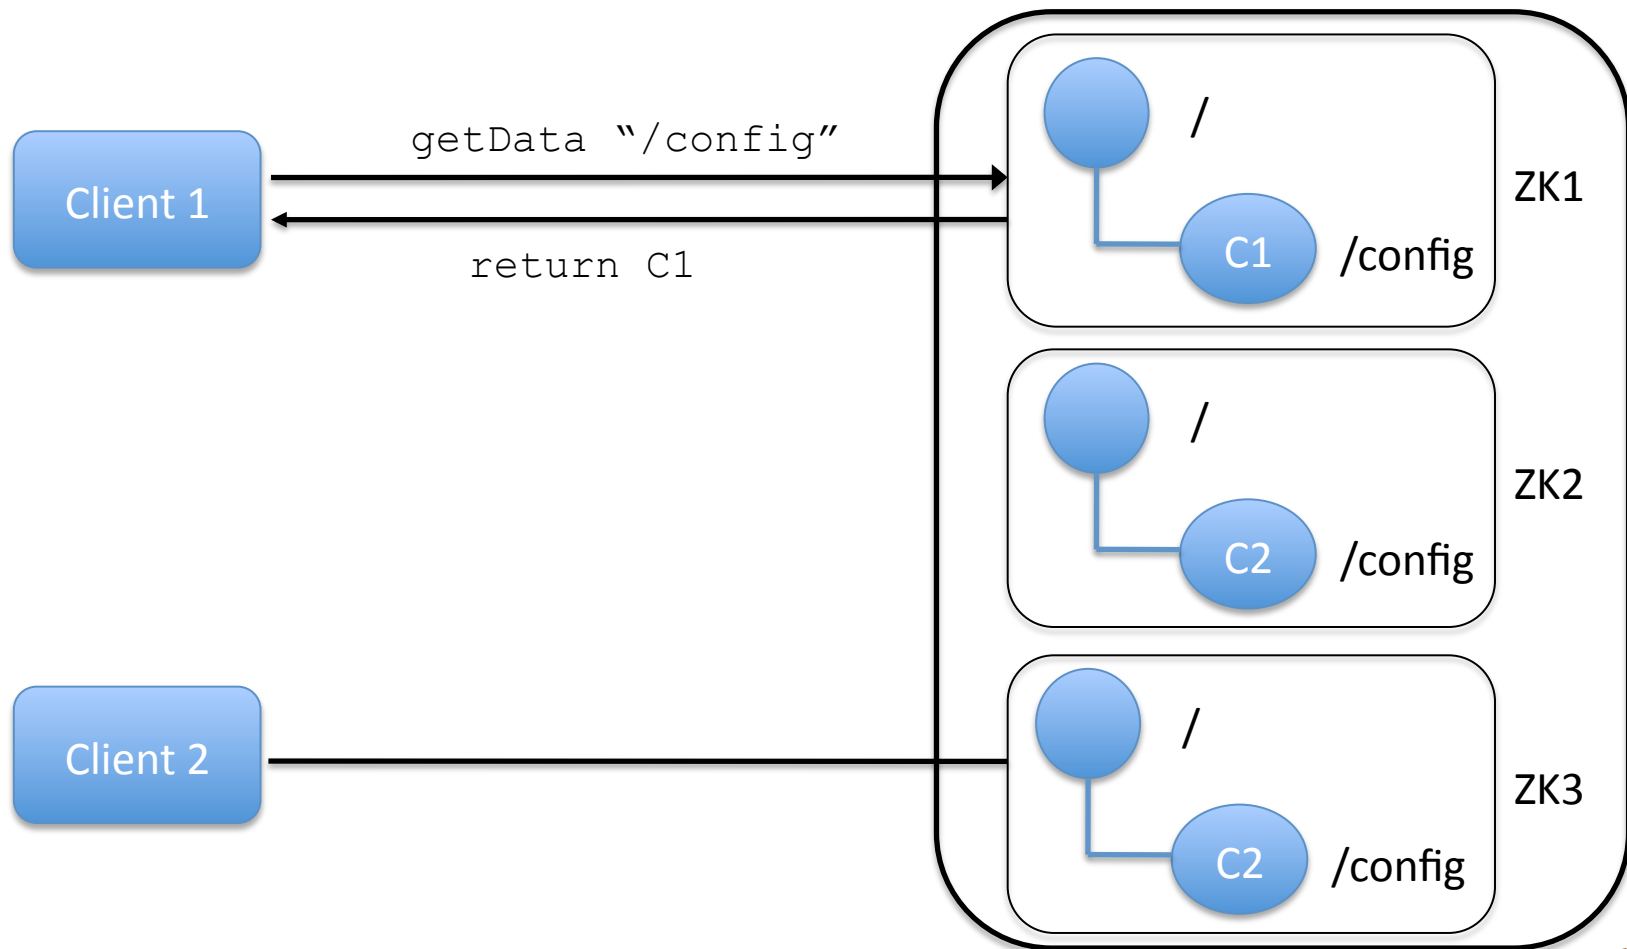 getData “/config”
Client 1
return C1
/
C1
/config
ZK1
/
C2
/config
ZK2
Client 2
/
C2
/config
ZK3